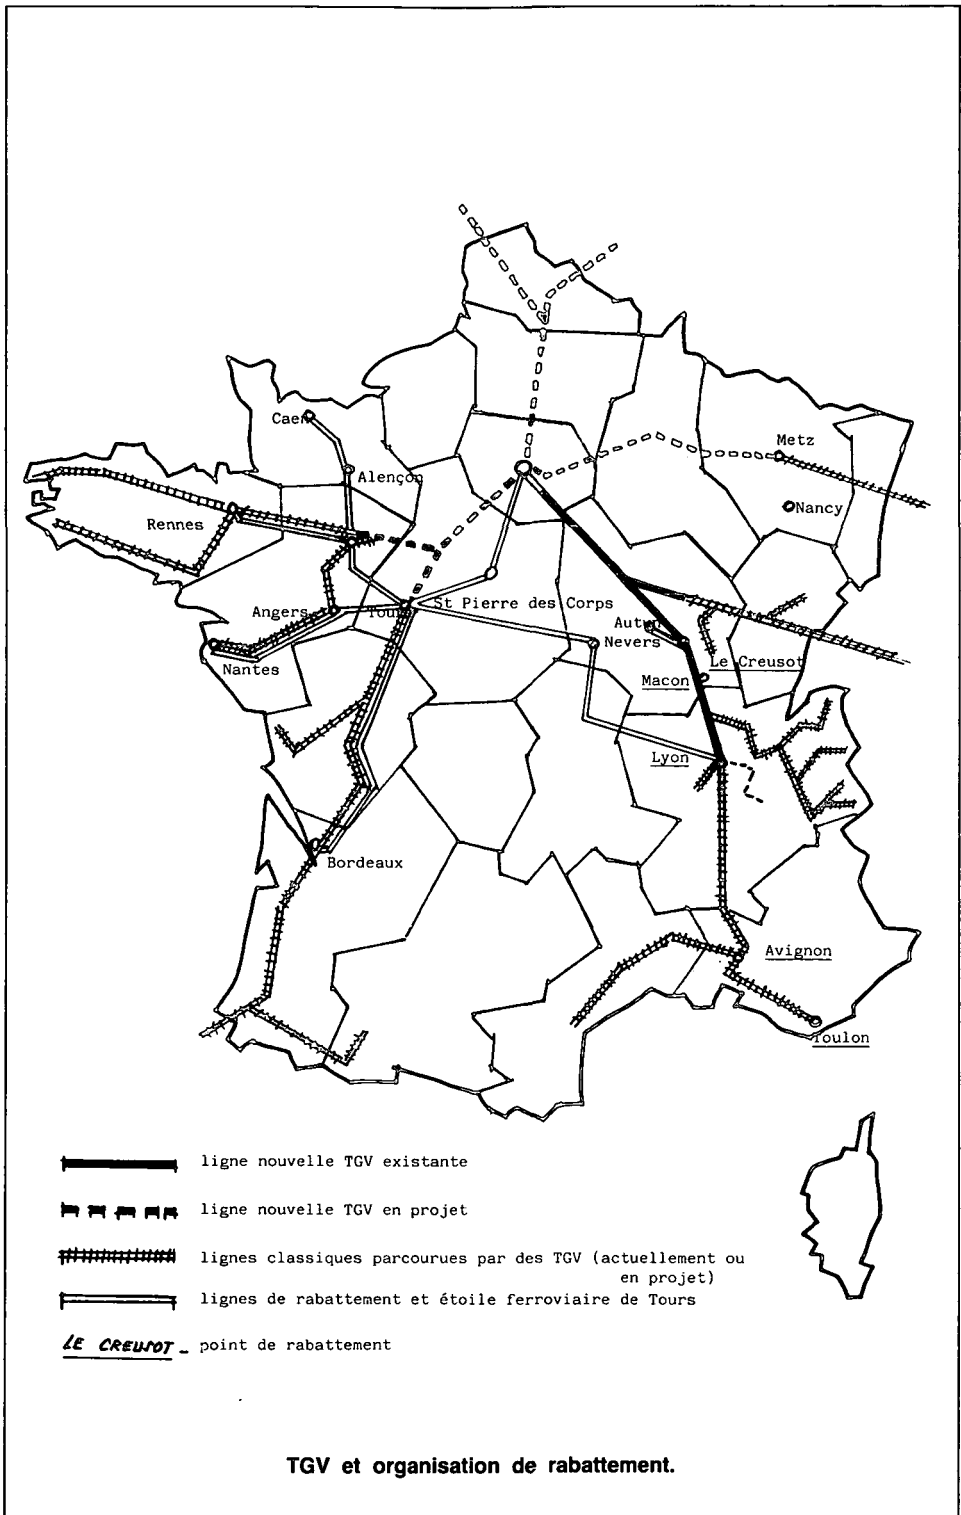 Caen
Metz
Alençon
Nancy
Rennes
Angers
Tours
St Pierre des Corps
Autun
Nevers
Le Creusot
Nantes
Macon
Lyon
Bordeaux
Avignon
Toulon
ligne nouvelle TGV existante
ligne nouvelle TGV en projet
lignes classiques parcourues par des TGV (actuellement ou
en projet)
lignes de rabattement et étoile ferroviaire de Tours
LE CREUSOT - point de rabattement
TGV et organisation de rabattement.